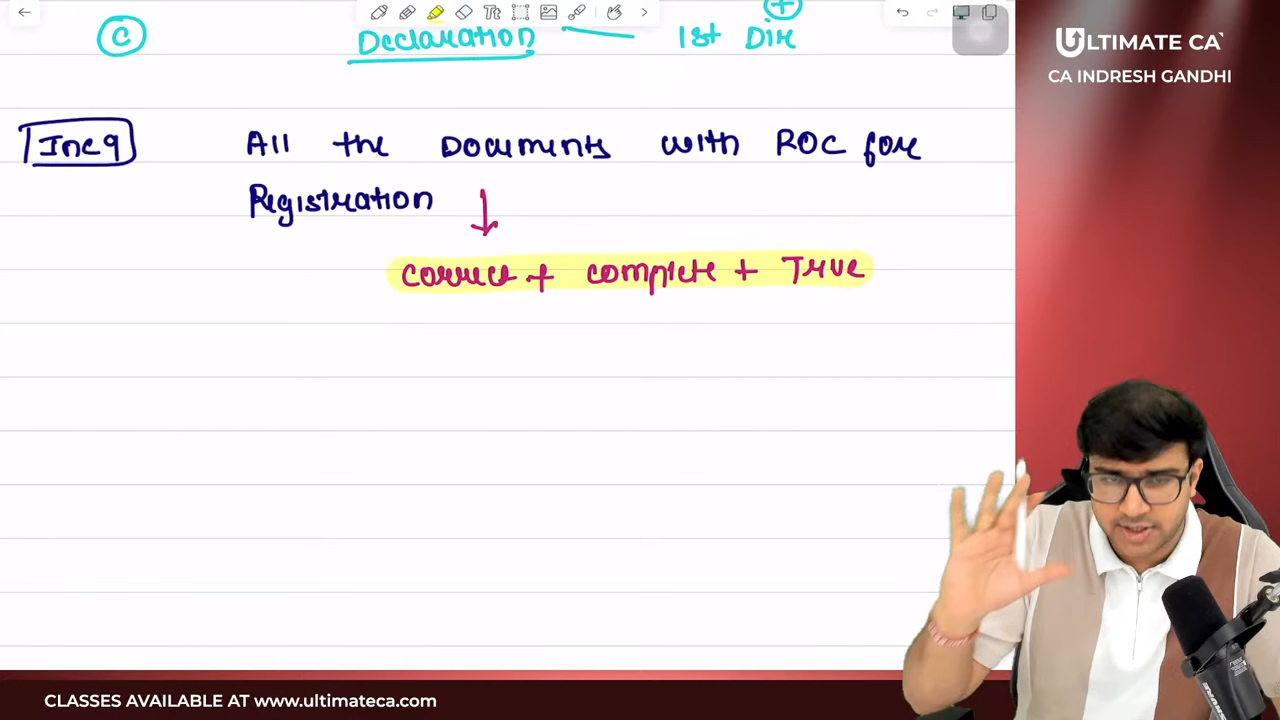 C Declaration — 1st Dir +
ULTIMATE CA
CA INDRESH GANDHI
Inc 9 All the Documents with ROC for
Registration ↓
correct + complete + True
CLASSES AVAILABLE AT www.ultimateca.com